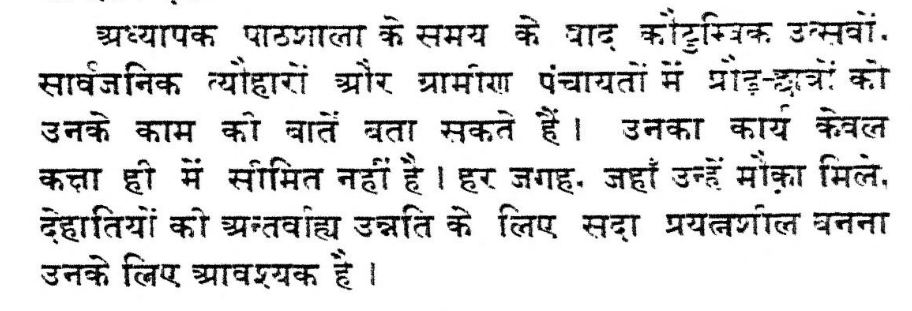 अध्यापक पाठशाला के समय के बाद कौटुम्बिक उत्सवों,
सार्वजनिक त्यौहारों और ग्रामीण पंचायतों में प्रौढ़-छात्रों को
उनके काम की बातें बता सकते हैं। उनका कार्य केवल
कक्षा ही में सीमित नहीं है। हर जगह, जहाँ उन्हें मौक़ा मिले,
देहातियों की अन्तर्वाह्य उन्नति के लिए सदा प्रयत्नशील बनना
उनके लिए आवश्यक है।